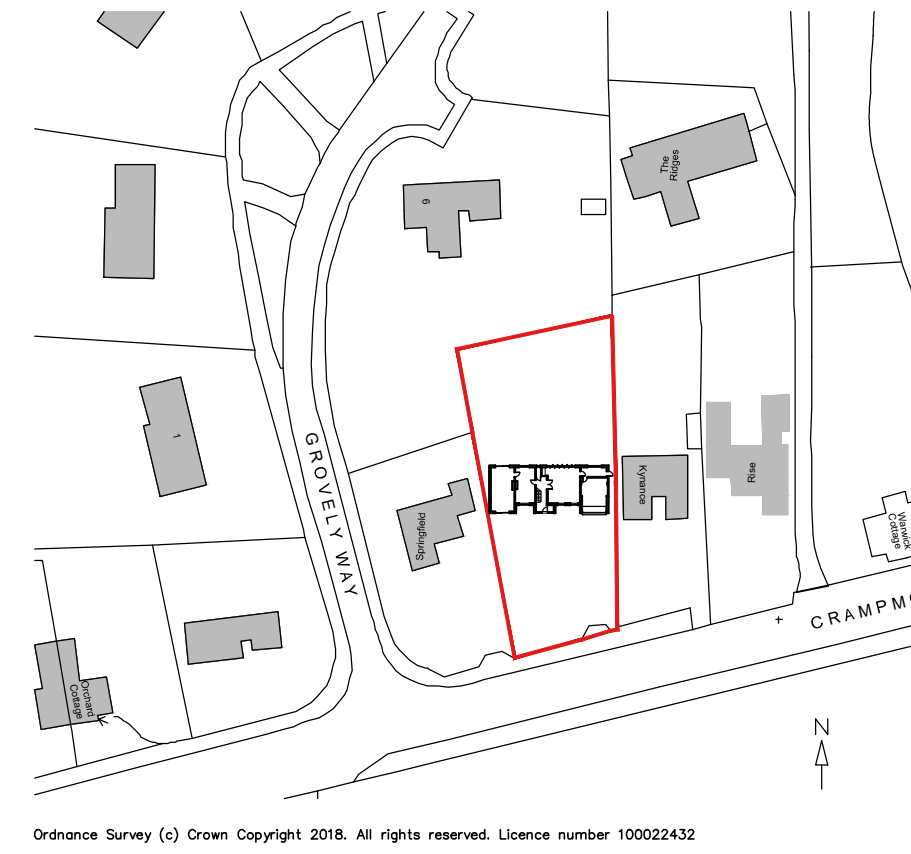 The
Ridges
6
1
GROVELY WAY
Kynance
Rise
Springfield
Warwick
Cottage
CRAMPMO
Orchard
Cottage
N
Ordnance Survey (c) Crown Copyright 2018. All rights reserved. Licence number 100022432